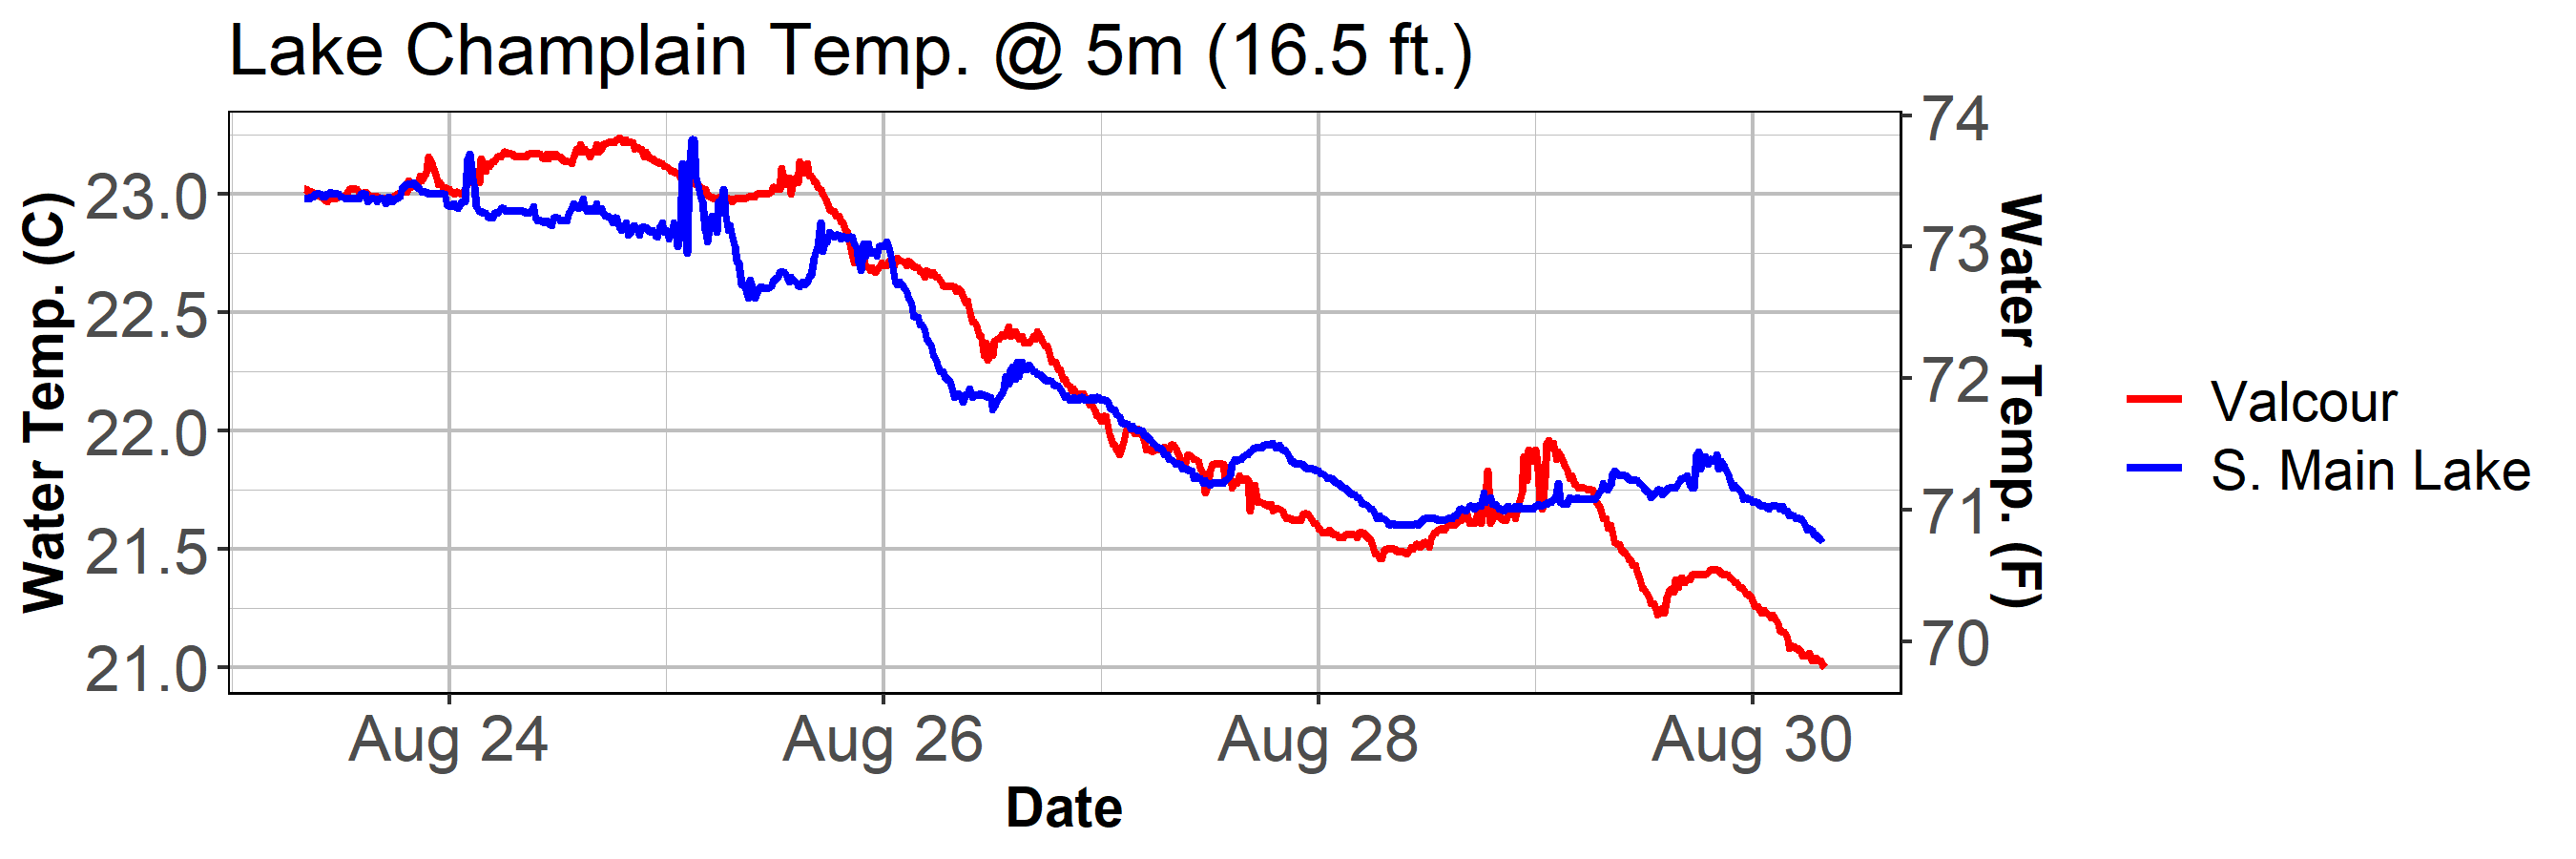 Lake Champlain Temp. @ 5m (16.5 ft.)
Water Temp. (C)
23.0
22.5
22.0
21.5
21.0
74
73
72
71
70
Water Temp. (F)
Aug 24
Aug 26
Aug 28
Aug 30
Date
Valcour
S. Main Lake